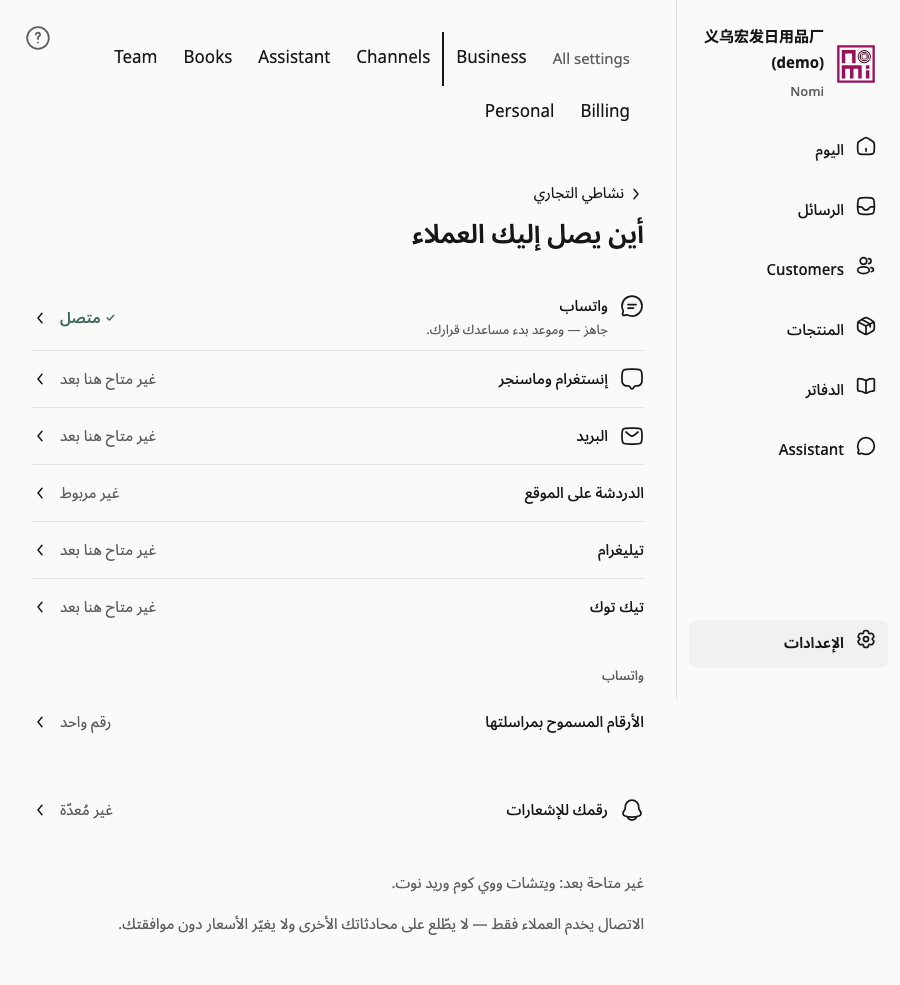 义乌宏发日用品厂
(demo)
Nomi
اليوم
الرسائل
Customers
المنتجات
الدفاتر
Assistant
الإعدادات
All settings
Business
Channels
Assistant
Books
Team
Billing
Personal
نشاطي التجاري
أين يصل إليك العملاء
واتساب
جاهز — وموعد بدء مساعدك قرارك.
متصل
إنستغرام وماسنجر
غير متاح هنا بعد
البريد
غير متاح هنا بعد
الدردشة على الموقع
غير مربوط
تيليغرام
غير متاح هنا بعد
تيك توك
غير متاح هنا بعد
واتساب
الأرقام المسموح بمراسلتها
رقم واحد
رقمك للإشعارات
غير مُعدّة
غير متاحة بعد: ويتشات ووي كوم وريد نوت.
الاتصال يخدم العملاء فقط — لا يطّلع على محادثاتك الأخرى ولا يغيّر الأسعار دون موافقتك.